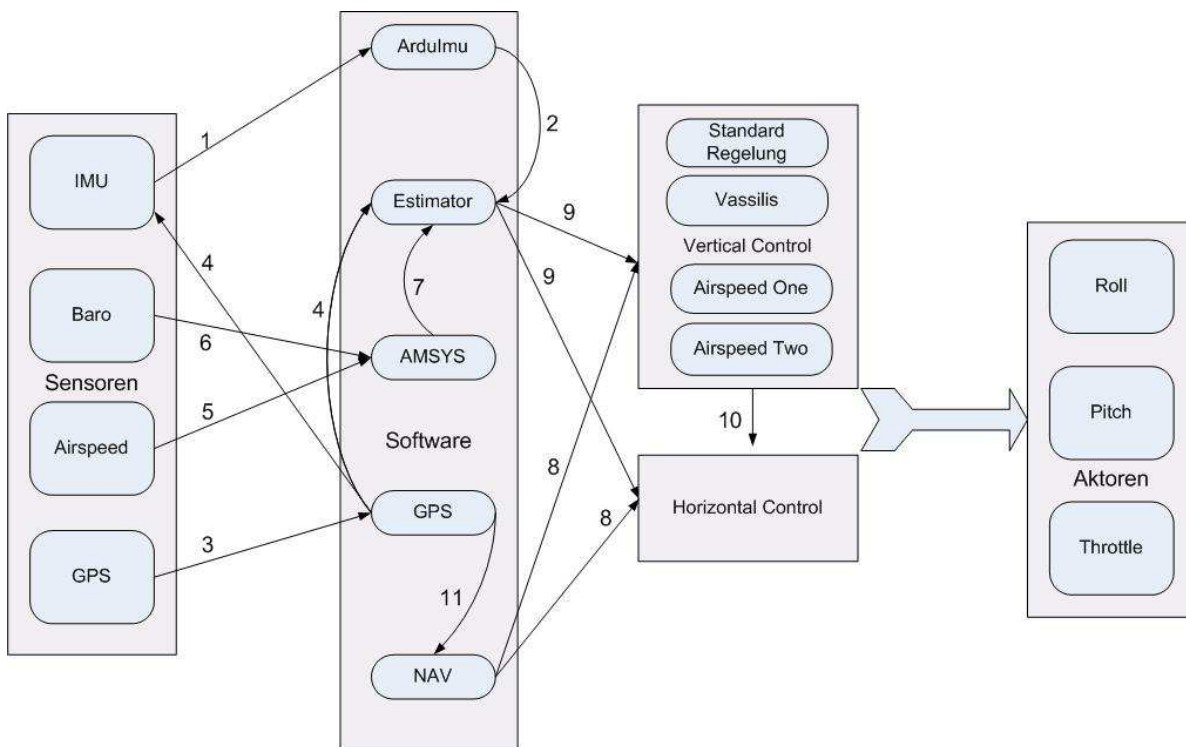 IMU
Baro
Sensoren
Airspeed
GPS
1
4
6
5
3
ArduImu
2
Estimator
4
7
AMSYS
Software
GPS
11
NAV
9
9
8
8
Standard
Regelung
Vassilis
Vertical Control
Airspeed One
Airspeed Two
10
Horizontal Control
Roll
Pitch
Aktoren
Throttle